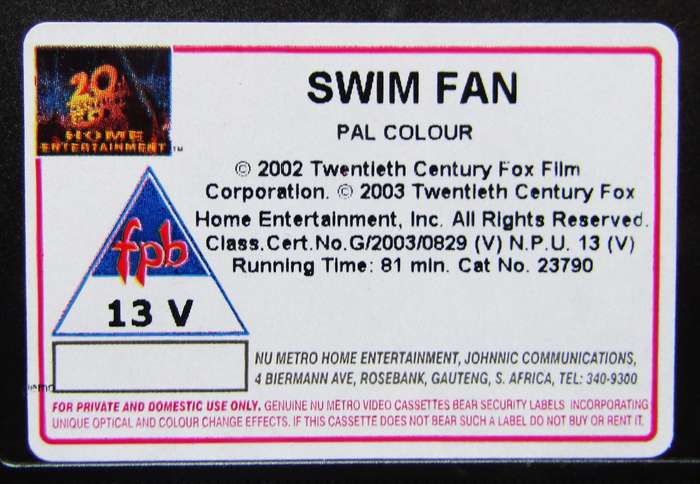 20
HOME
ENTERTAINMENT
TM
SWIM FAN
PAL COLOUR
© 2002 Twentieth Century Fox Film
Corporation. © 2003 Twentieth Century Fox
Home Entertainment, Inc. All Rights Reserved.
Class.Cert.No.G/2003/0829 (V) N.P.U. 13 (V)
Running Time: 81 min. Cat No. 23790
fpb
13 V
NU METRO HOME ENTERTAINMENT, JOHNNIC COMMUNICATIONS,
4 BIERMANN AVE, ROSEBANK, GAUTENG, S. AFRICA, TEL: 340-9300
FOR PRIVATE AND DOMESTIC USE ONLY. GENUINE NU METRO VIDEO CASSETTES BEAR SECURITY LABELS INCORPORATING
UNIQUE OPTICAL AND COLOUR CHANGE EFFECTS. IF THIS CASSETTE DOES NOT BEAR SUCH A LABEL DO NOT BUY OR RENT IT.